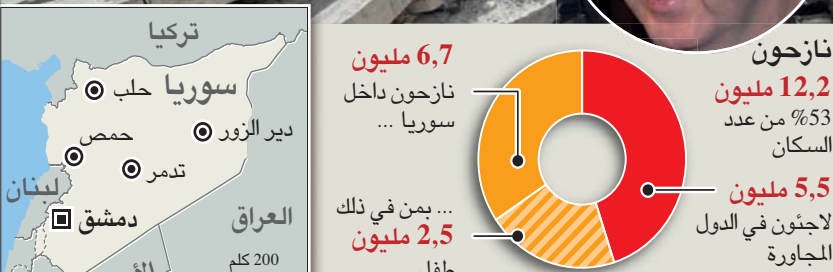 نازحون
12,2 مليون
53% من عدد
السكان
5,5 مليون
لاجئون في الدول
المجاورة
6,7 مليون
نازحون داخل
سوريا ...
... بمن في ذلك
2,5 مليون
طفل
تركيا
سوريا
حلب
دير الزور
حمص
تدمر
لبنان
دمشق
العراق
200 كلم